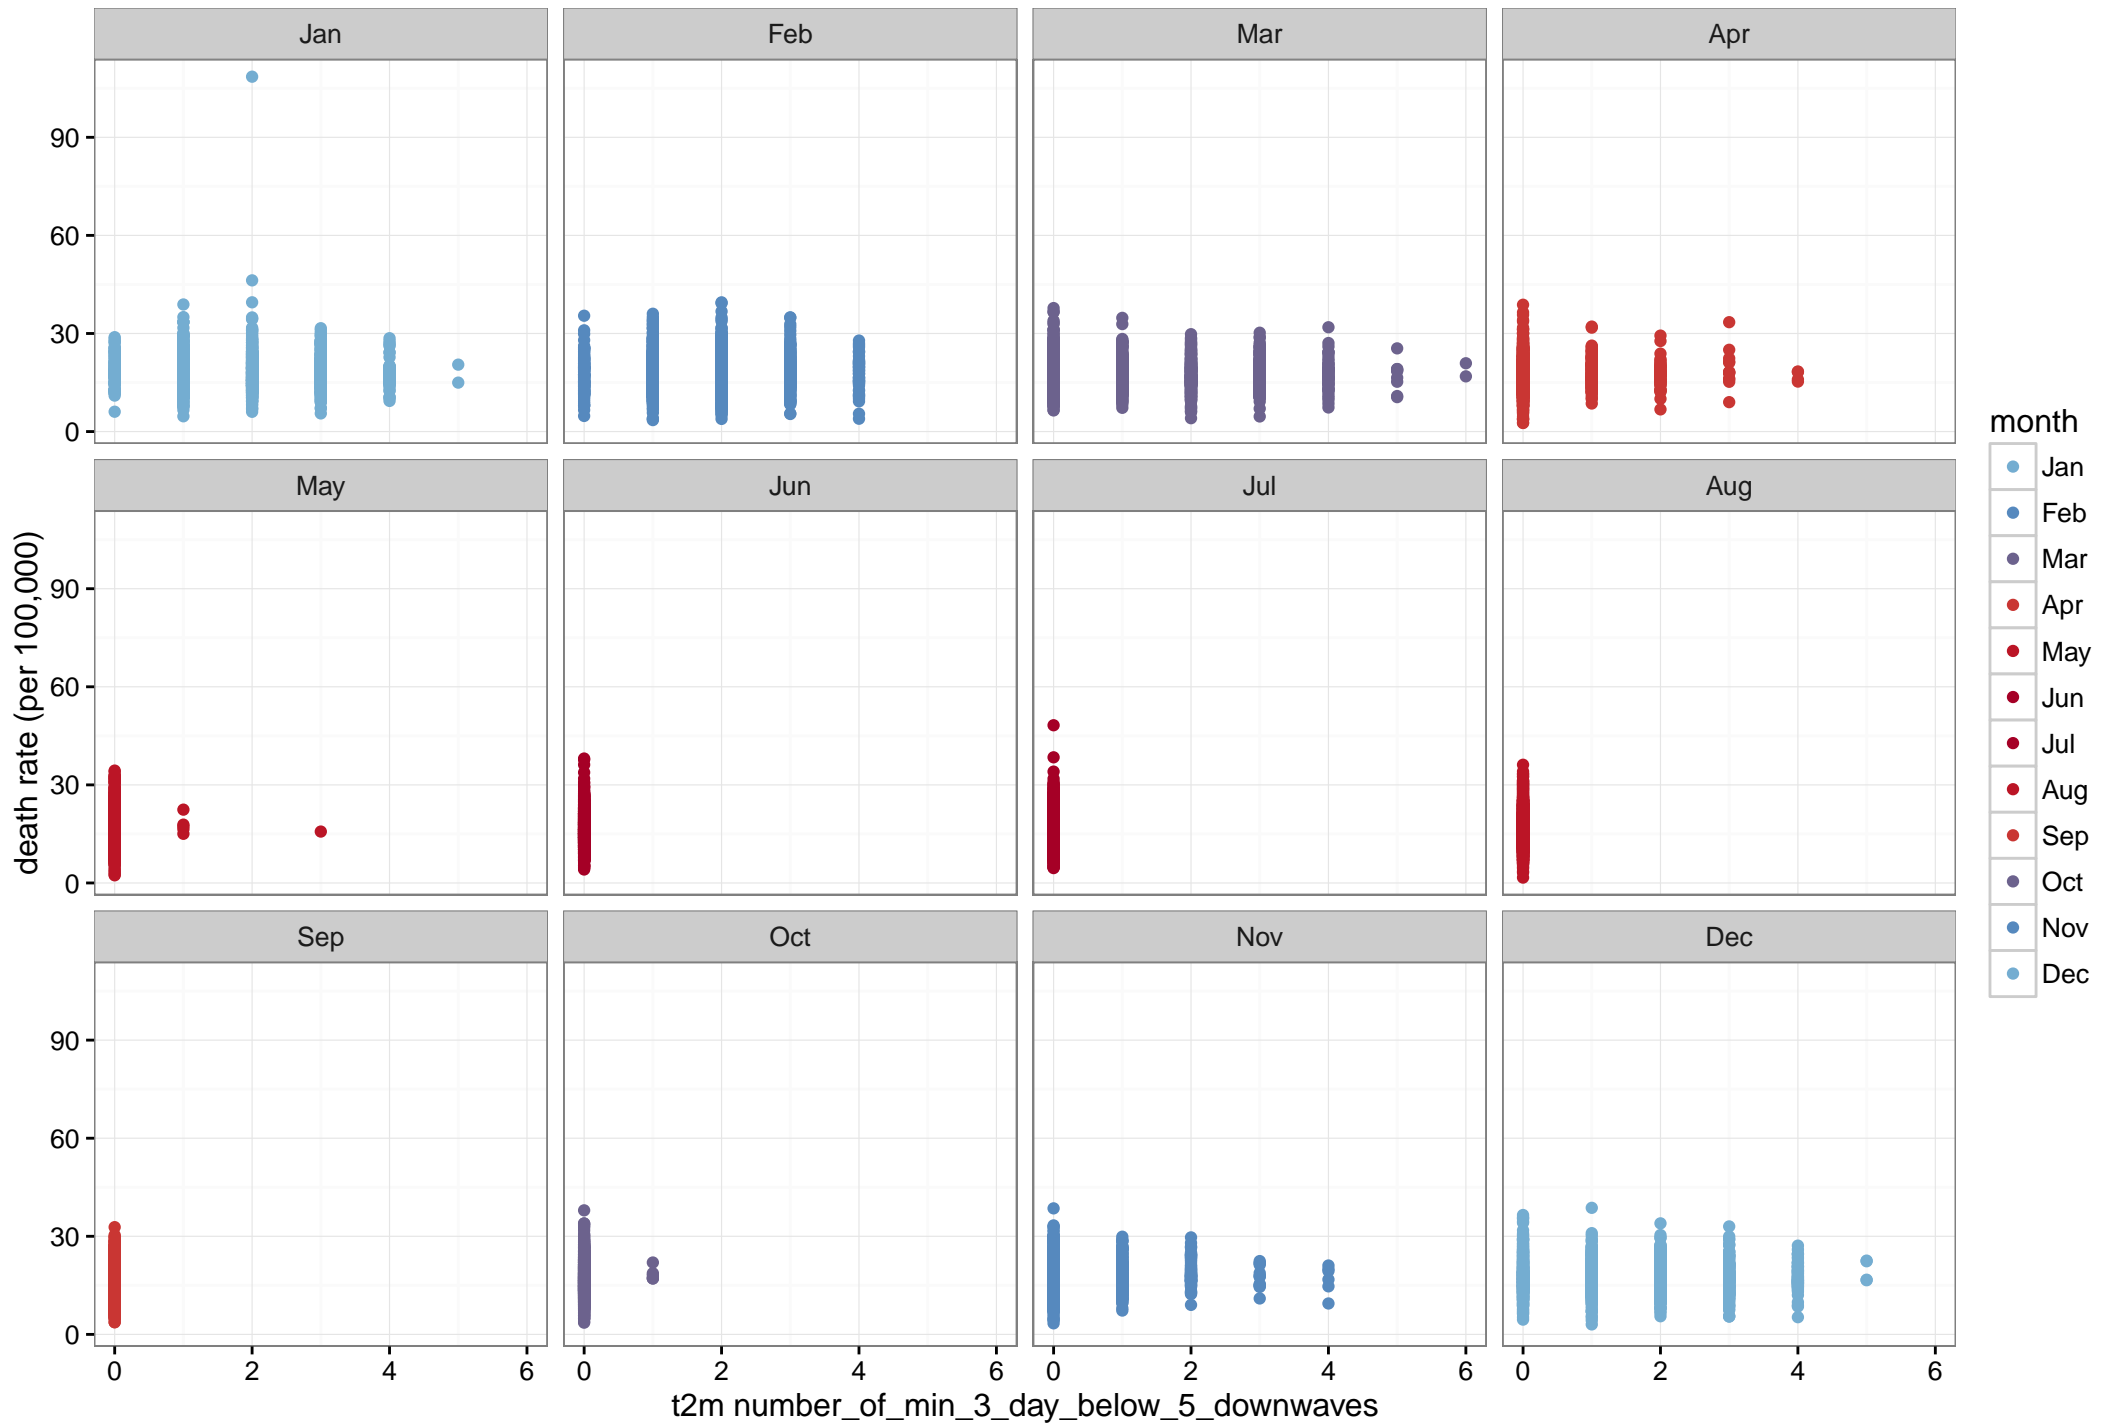 Jan Feb Mar Apr
90
60
30
0
May Jun Jul Aug
90
60
30
0
Sep Oct Nov Dec
90
60
30
0
0 2 4 6 0 2 4 6 0 2 4 6 0 2 4 6
t2m number_of_min_3_day_below_5_downwaves
death rate (per 100,000)
month
Jan
Feb
Mar
Apr
May
Jun
Jul
Aug
Sep
Oct
Nov
Dec